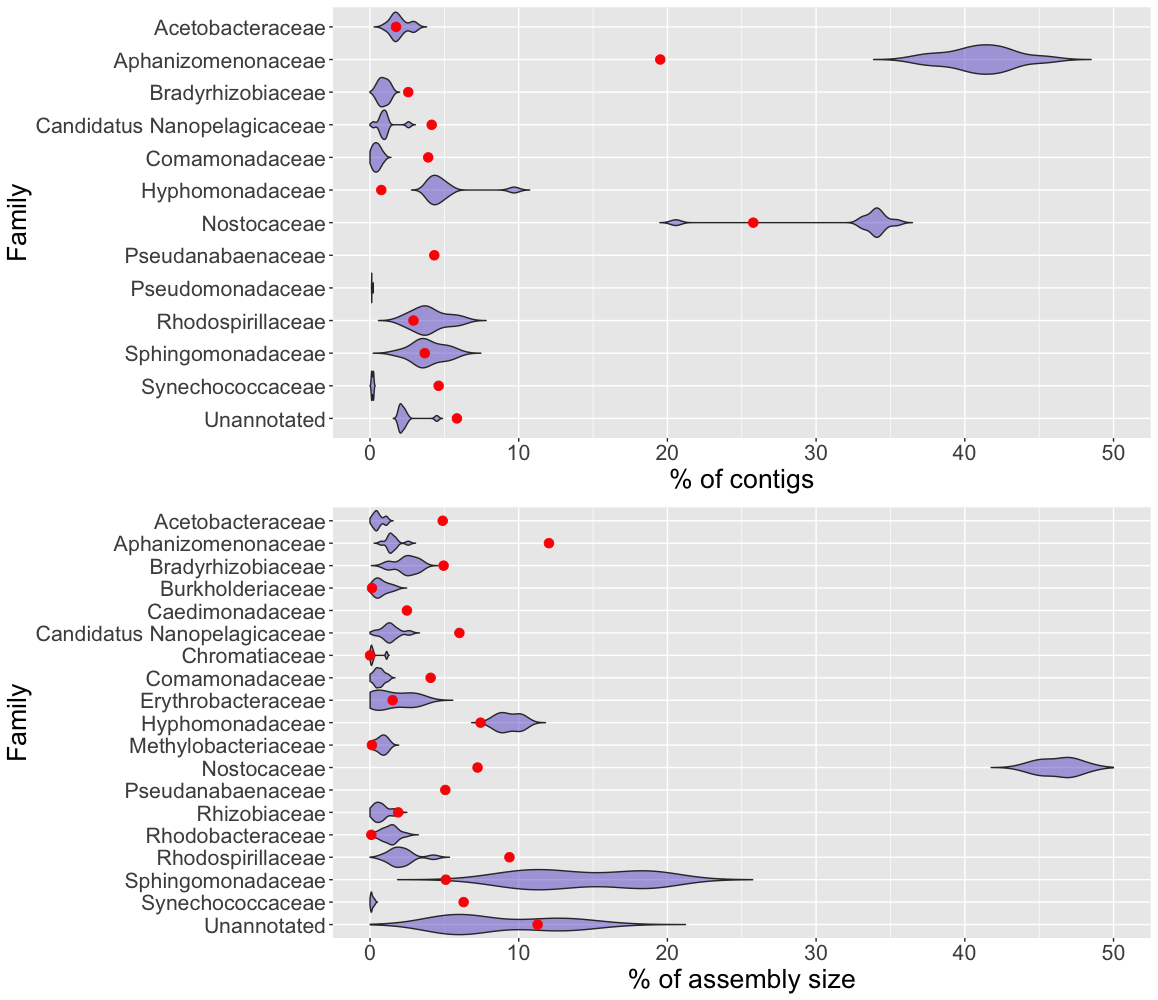 Family
Acetobacteraceae
Aphanizomenonaceae
Bradyrhizobiaceae
Candidatus Nanopelagicaceae
Comamonadaceae
Hyphomonadaceae
Nostocaceae
Pseudanabaenaceae
Pseudomonadaceae
Rhodospirillaceae
Sphingomonadaceae
Synechococcaceae
Unannotated
0 10 20 30 40 50
% of contigs
Family
Acetobacteraceae
Aphanizomenonaceae
Bradyrhizobiaceae
Burkholderiaceae
Caedimonadaceae
Candidatus Nanopelagicaceae
Chromatiaceae
Comamonadaceae
Erythrobacteraceae
Hyphomonadaceae
Methylobacteriaceae
Nostocaceae
Pseudanabaenaceae
Rhizobiaceae
Rhodobacteraceae
Rhodospirillaceae
Sphingomonadaceae
Synechococcaceae
Unannotated
0 10 20 30 40 50
% of assembly size